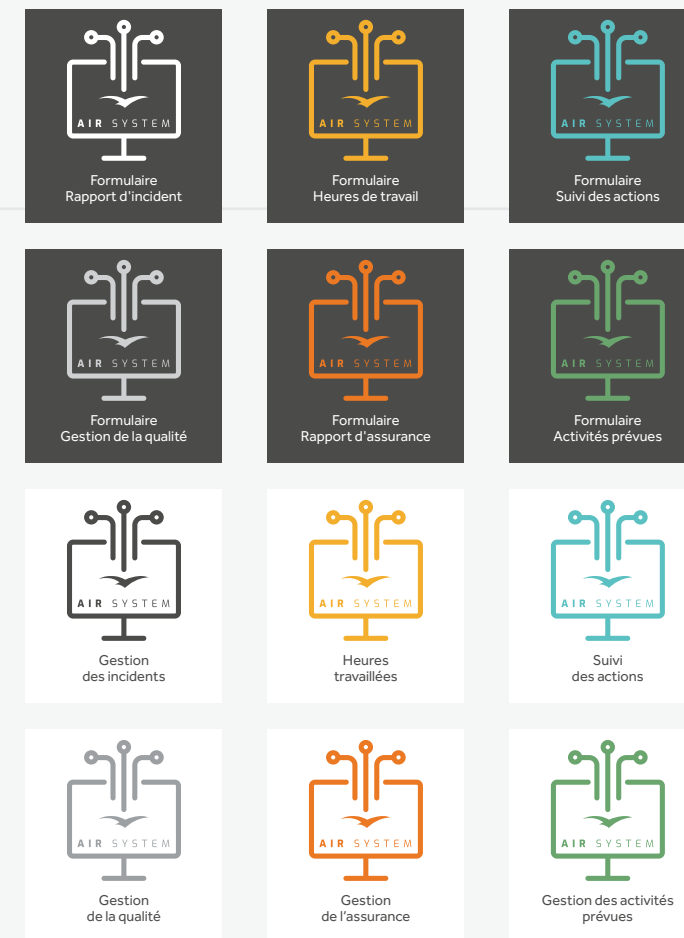 AIR SYSTEM
Formulaire
Rapport d'incident
AIR SYSTEM
Formulaire
Heures de travail
AIR SYSTEM
Formulaire
Suivi des actions
AIR SYSTEM
Formulaire
Gestion de la qualité
AIR SYSTEM
Formulaire
Rapport d'assurance
AIR SYSTEM
Formulaire
Activités prévues
AIR SYSTEM
Gestion
des incidents
AIR SYSTEM
Heures
travaillées
AIR SYSTEM
Suivi
des actions
AIR SYSTEM
Gestion
de la qualité
AIR SYSTEM
Gestion
de l'assurance
AIR SYSTEM
Gestion des activités
prévues